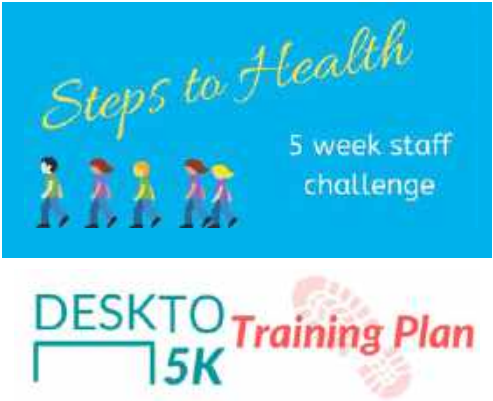 Steps to Health
5 week staff
challenge
DESKTO
5K
Training Plan